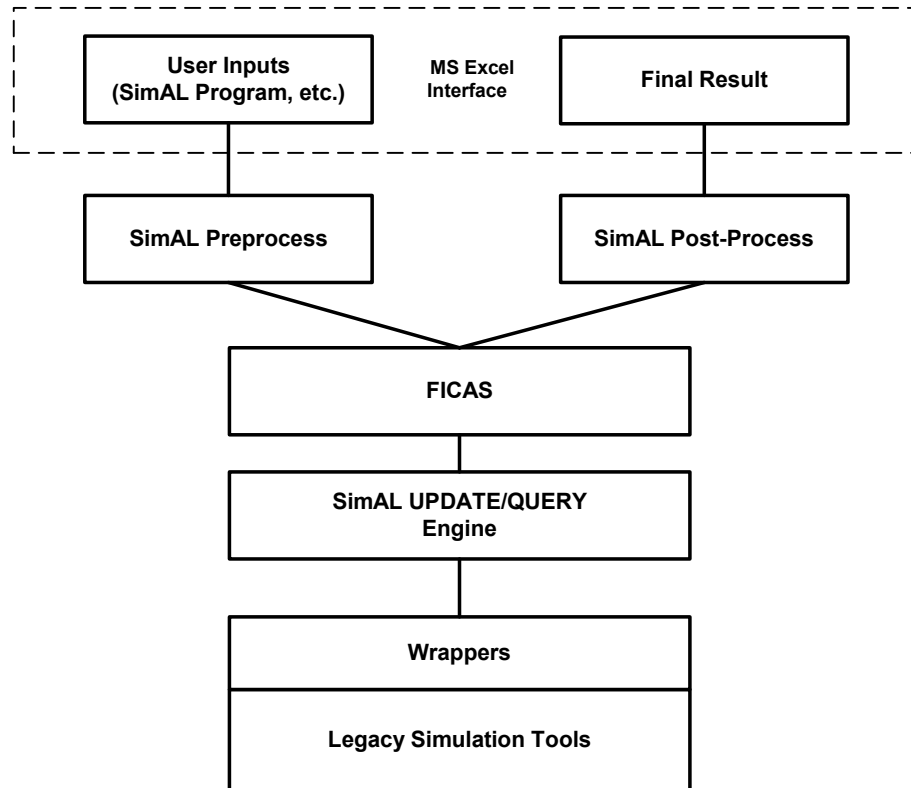 User Inputs
(SimAL Program, etc.)
MS Excel
Interface
Final Result
SimAL Preprocess
SimAL Post-Process
FICAS
SimAL UPDATE/QUERY
Engine
Wrappers
Legacy Simulation Tools